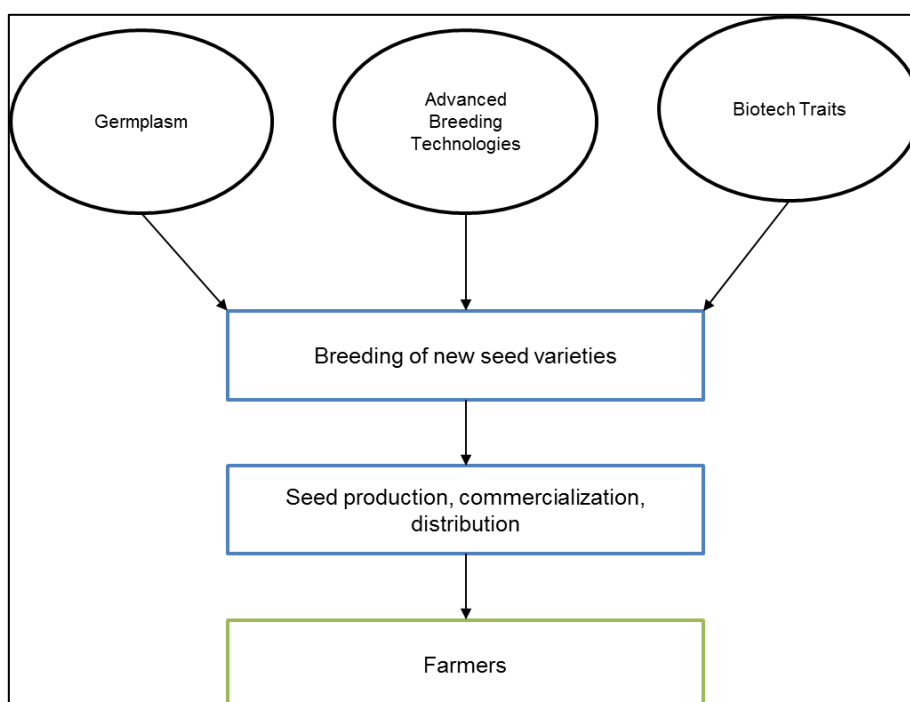 Germplasm
Advanced
Breeding
Technologies
Biotech Traits
Breeding of new seed varieties
Seed production, commercialization,
distribution
Farmers